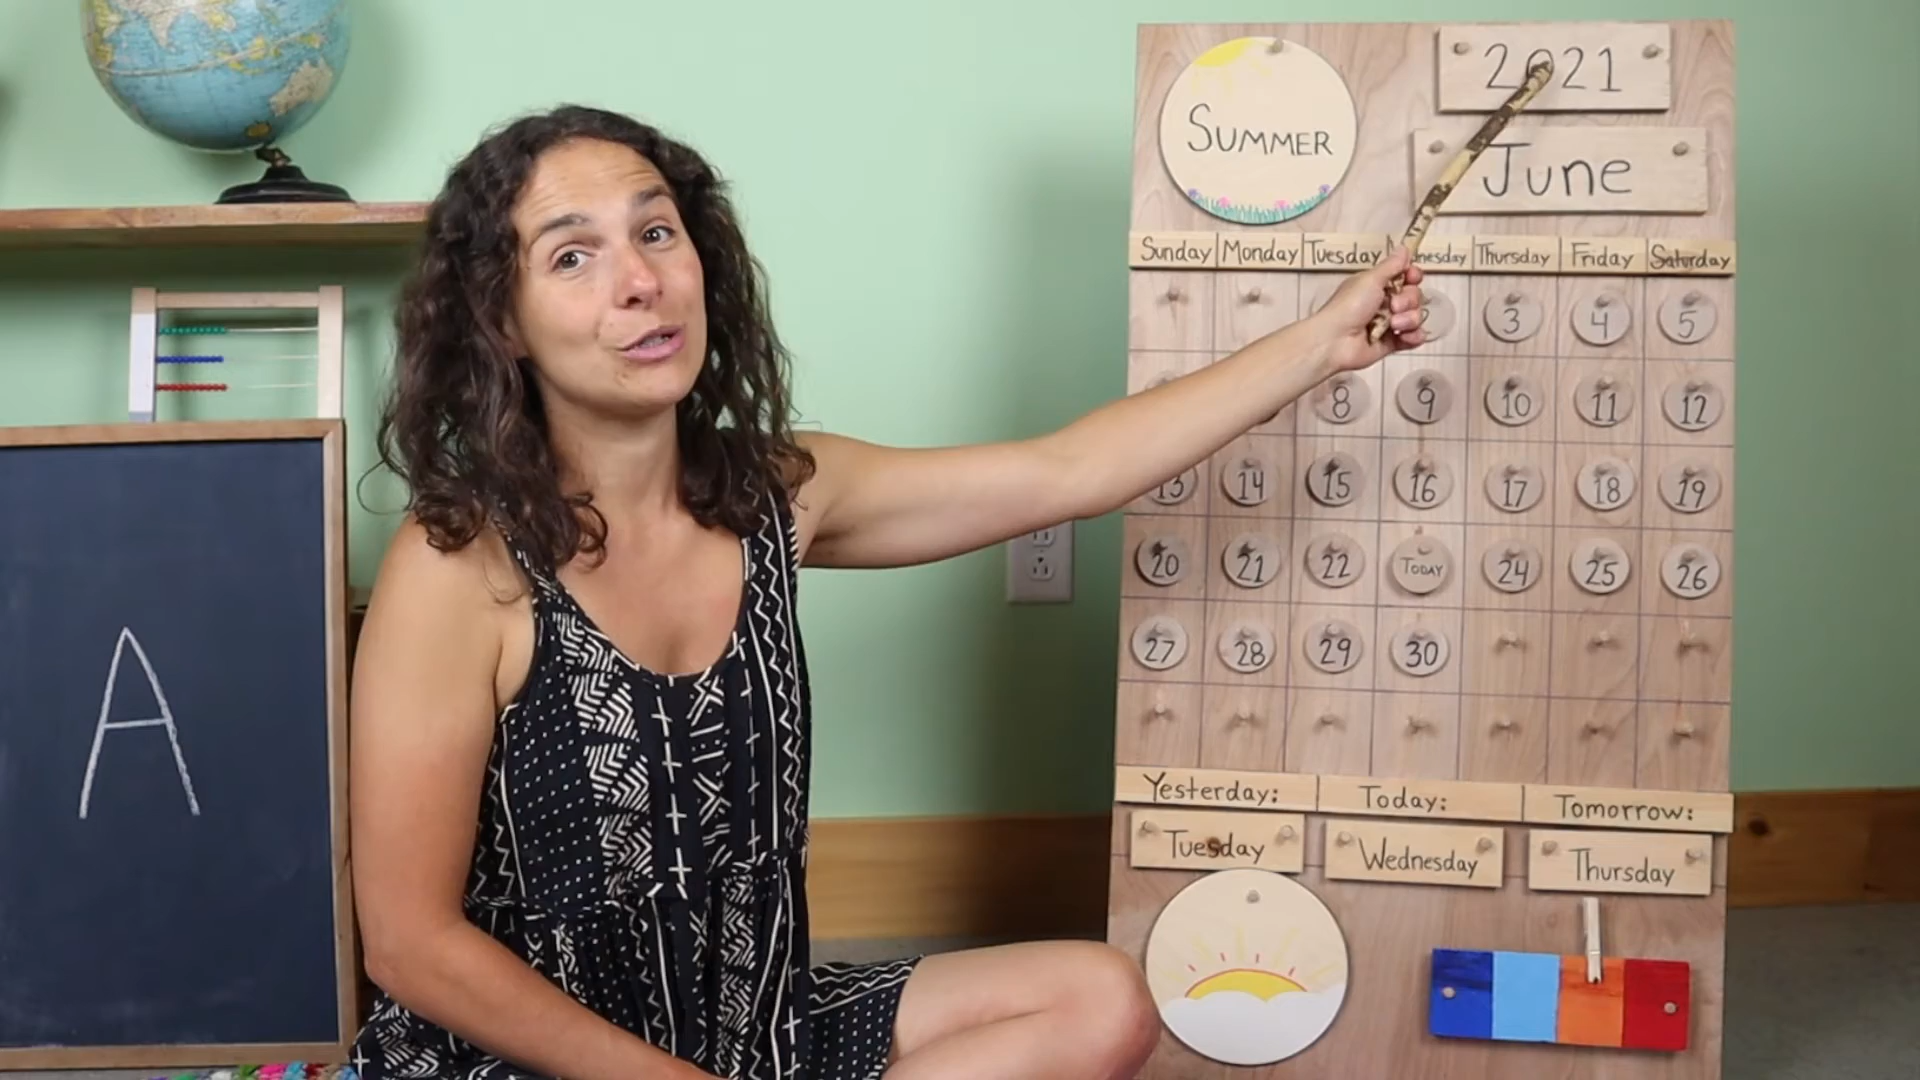 A
SUMMER
2021
June
Sunday Monday Tuesday Thursday Friday Saturday
3 4 5
8 9 10 11 12
13 14 15 16 17 18 19
20 21 22 TODAY 24 25 26
27 28 29 30
Yesterday: Today: Tomorrow:
Tuesday Wednesday Thursday